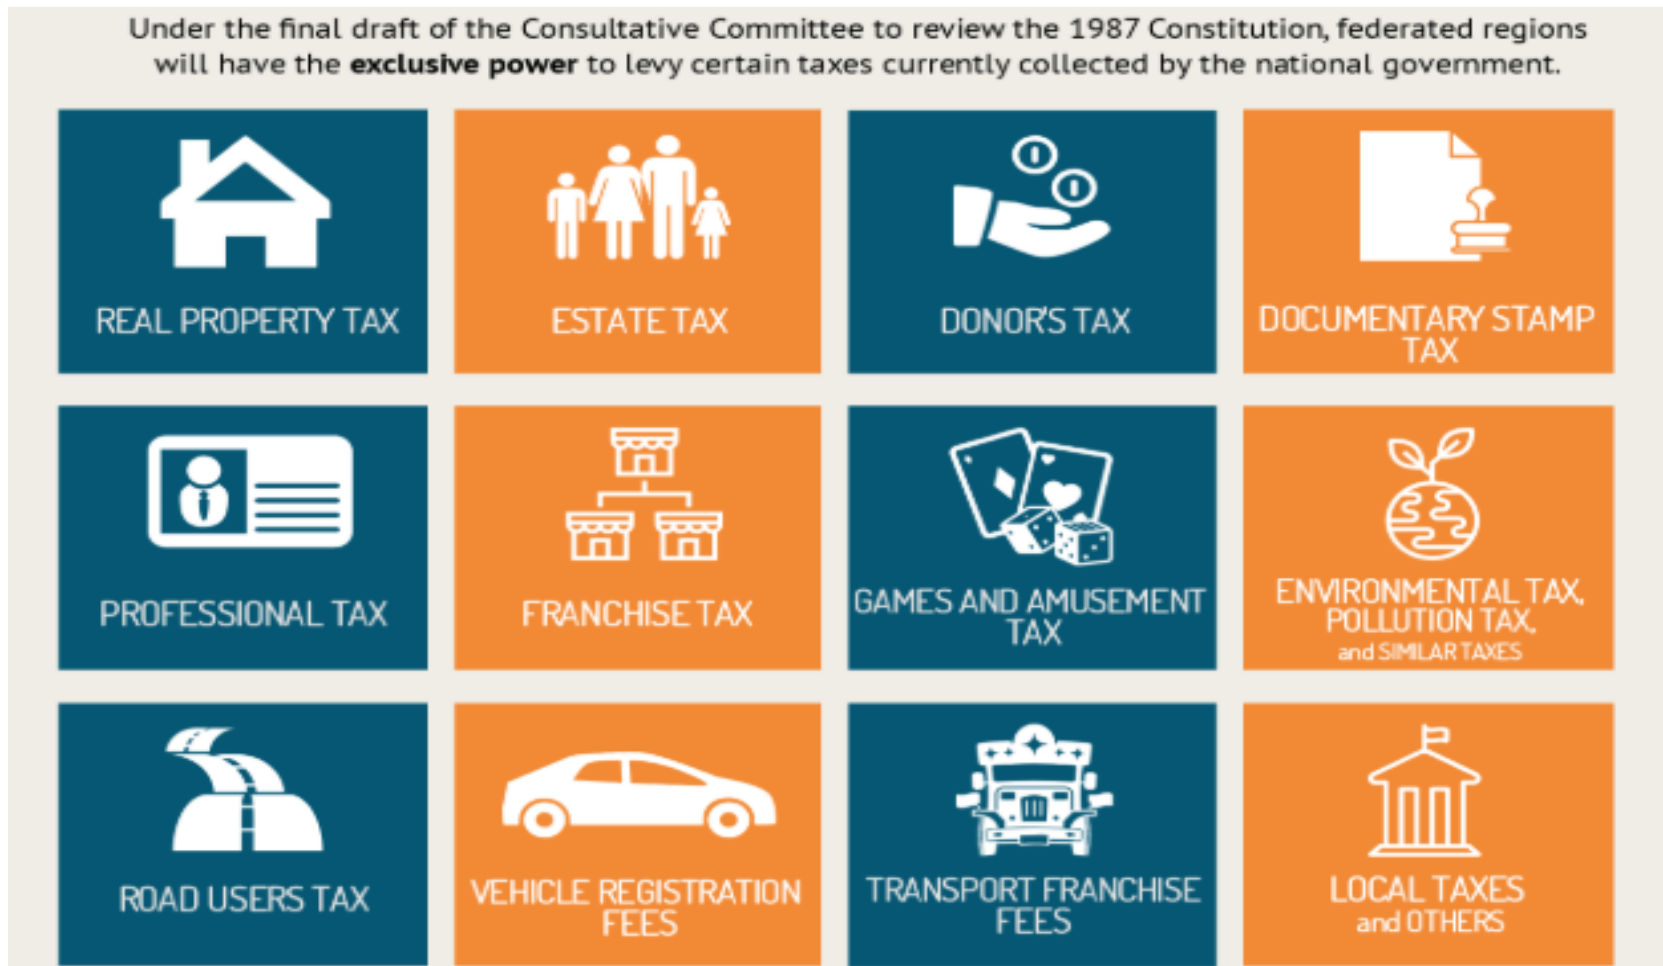 Under the final draft of the Consultative Committee to review the 1987 Constitution, federated regions
will have the exclusive power to levy certain taxes currently collected by the national government.
REAL PROPERTY TAX
ESTATE TAX
DONOR'S TAX
DOCUMENTARY STAMP
TAX
PROFESSIONAL TAX
FRANCHISE TAX
GAMES AND AMUSEMENT
TAX
ENVIRONMENTAL TAX,
POLLUTION TAX,
and SIMILAR TAXES
ROAD USERS TAX
VEHICLE REGISTRATION
FEES
TRANSPORT FRANCHISE
FEES
LOCAL TAXES
and OTHERS